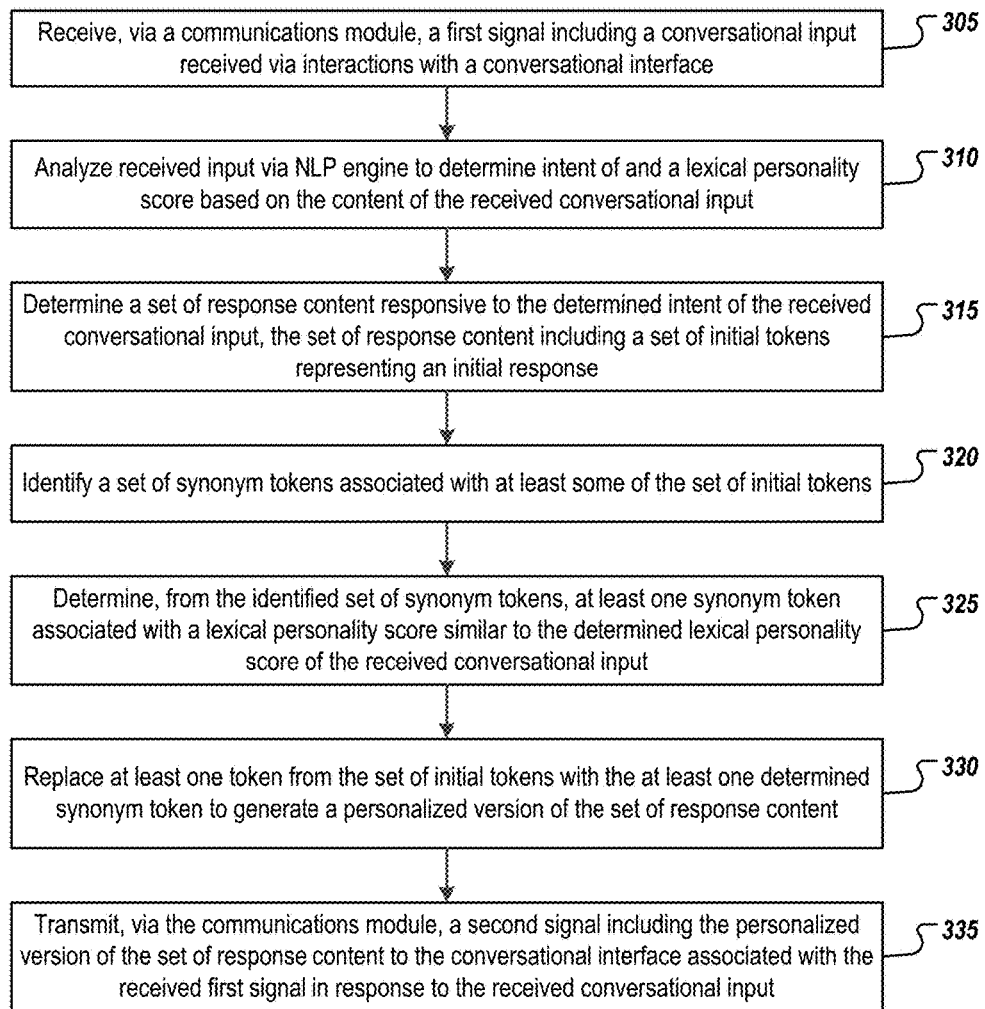 Receive, via a communications module, a first signal including a conversational input
received via interactions with a conversational interface
305
Analyze received input via NLP engine to determine intent of and a lexical personality
score based on the content of the received conversational input
310
Determine a set of response content responsive to the determined intent of the received
conversational input, the set of response content including a set of initial tokens
representing an initial response
315
Identify a set of synonym tokens associated with at least some of the set of initial tokens
320
Determine, from the identified set of synonym tokens, at least one synonym token
associated with a lexical personality score similar to the determined lexical personality
score of the received conversational input
325
Replace at least one token from the set of initial tokens with the at least one determined
synonym token to generate a personalized version of the set of response content
330
Transmit, via the communications module, a second signal including the personalized
version of the set of response content to the conversational interface associated with the
received first signal in response to the received conversational input
335